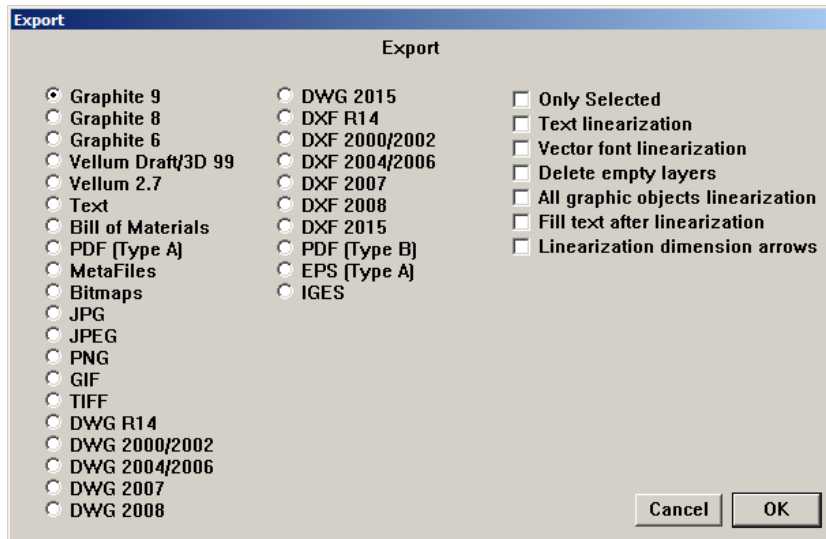 Export
Export
Graphite 9
Graphite 8
Graphite 6
Vellum Draft/3D 99
Vellum 2.7
Text
Bill of Materials
PDF (Type A)
MetaFiles
Bitmaps
JPG
JPEG
PNG
GIF
TIFF
DWG R14
DWG 2000/2002
DWG 2004/2006
DWG 2007
DWG 2008
DWG 2015
DXF R14
DXF 2000/2002
DXF 2004/2006
DXF 2007
DXF 2008
DXF 2015
PDF (Type B)
EPS (Type A)
IGES
Only Selected
Text linearization
Vector font linearization
Delete empty layers
All graphic objects linearization
Fill text after linearization
Linearization dimension arrows
Cancel
OK